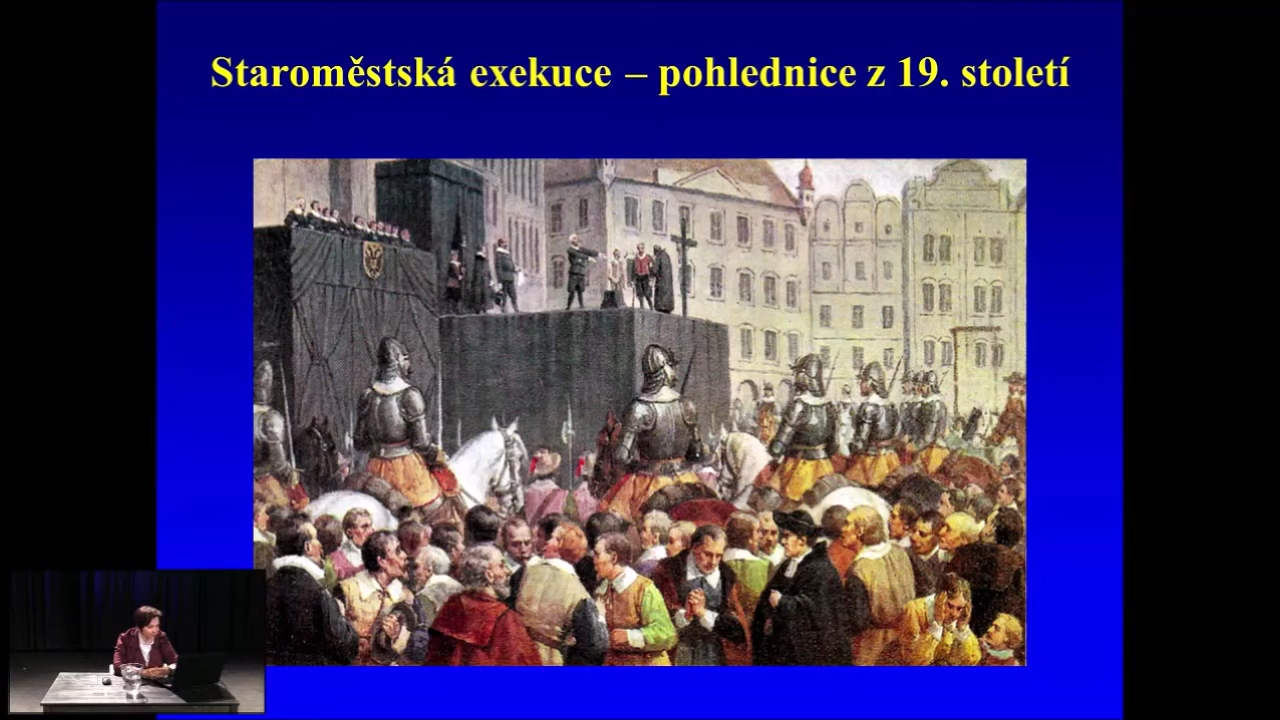 Staroměstská exekuce – pohlednice z 19. století